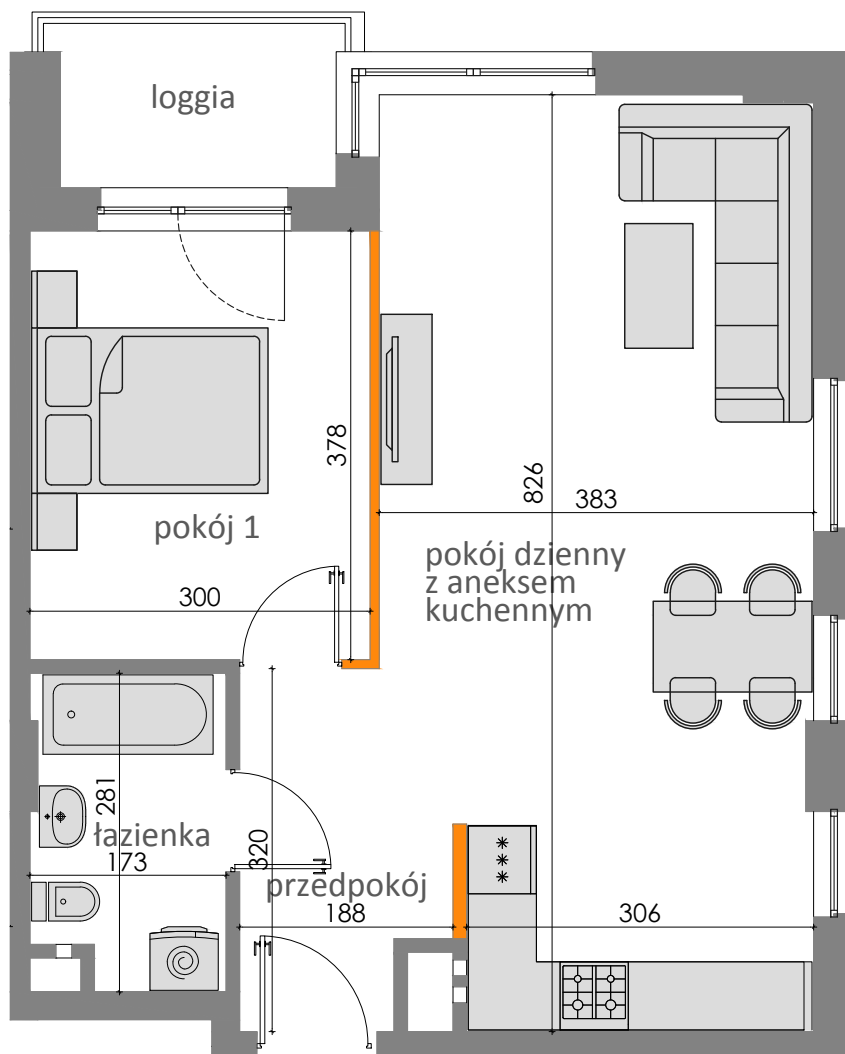 loggia
378
826
383
pokój 1
pokój dzienny
z aneksem
kuchennym
300
281
łazienka
173
320
przedpokój
188
306